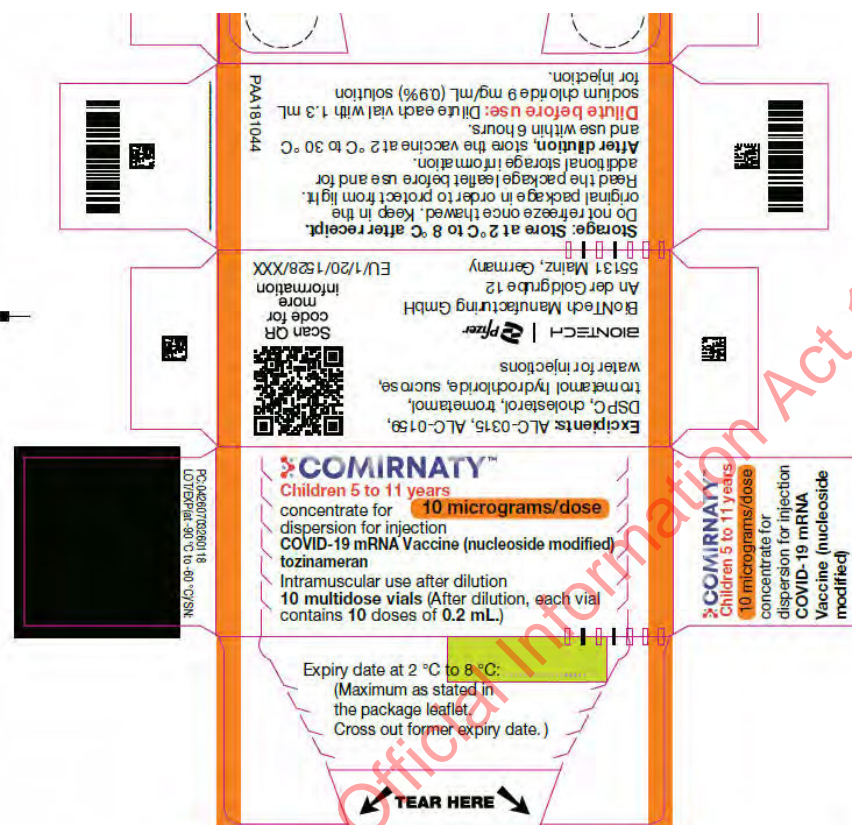 Storage: Store at 2 °C to 8 °C after receipt.
Do not refreeze once thawed. Keep in the
original package in order to protect from light.
Read the package leaflet before use and for
additional storage information.
After dilution, store the vaccine at 2 °C to 30 °C
and use within 6 hours.
Dilute before use: Dilute each vial with 1.3 mL
sodium chloride 9 mg/mL (0.9%) solution
for injection.
PAA181044
Excipients: ALC-0315, ALC-0159,
DSPC, cholesterol, trometamol,
trometamol hydrochloride, sucrose,
water for injections
BIONTECH | Pfizer
BioNTech Manufacturing GmbH
An der Goldgrube 12
55131 Mainz, Germany
Scan QR
code for
more
information
EU/1/20/1528/XXX
COMIRNATY™
Children 5 to 11 years
concentrate for 10 micrograms/dose
dispersion for injection
COVID-19 mRNA Vaccine (nucleoside modified)
tozinameran
Intramuscular use after dilution
10 multidose vials (After dilution, each vial
contains 10 doses of 0.2 mL.)
PC:04260703260118
LOT/EXP(at -90 °C to -60 °C)/SN:
COMIRNATY™
Children 5 to 11 years
10 micrograms/dose
concentrate for
dispersion for injection
COVID-19 mRNA
Vaccine (nucleoside
modified)
Expiry date at 2 °C to 8 °C:
(Maximum as stated in
the package leaflet.
Cross out former expiry date. )
TEAR HERE
Official Information Act